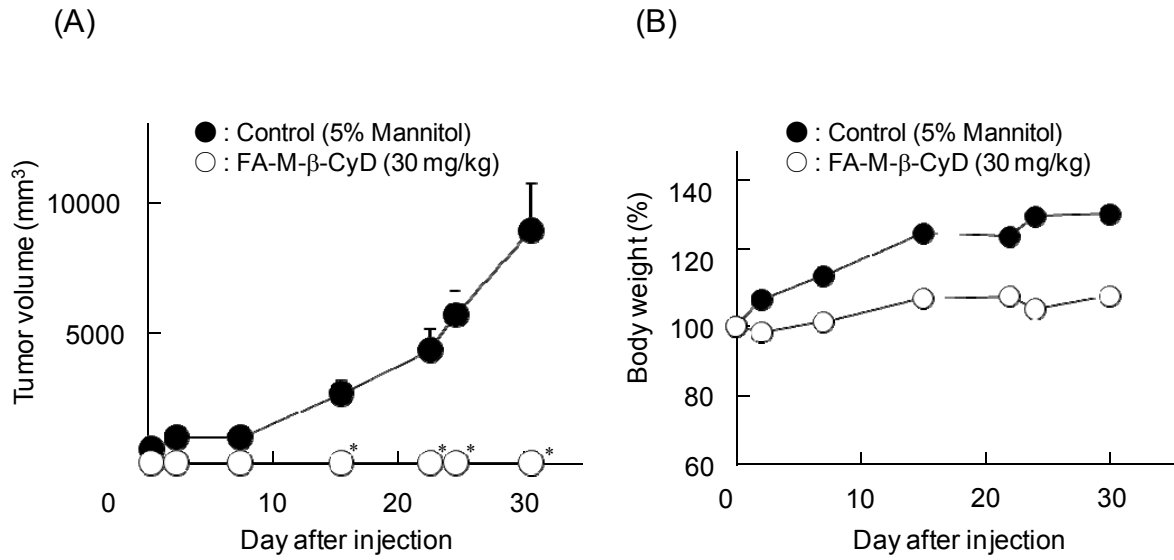 (A)
● : Control (5% Mannitol)
○ : FA-M-β-CyD (30 mg/kg)
Tumor volume (mm³)
10000
5000
* * * *
0 10 20 30
Day after injection
(B)
● : Control (5% Mannitol)
○ : FA-M-β-CyD (30 mg/kg)
Body weight (%)
140
120
100
80
60
0 10 20 30
Day after injection